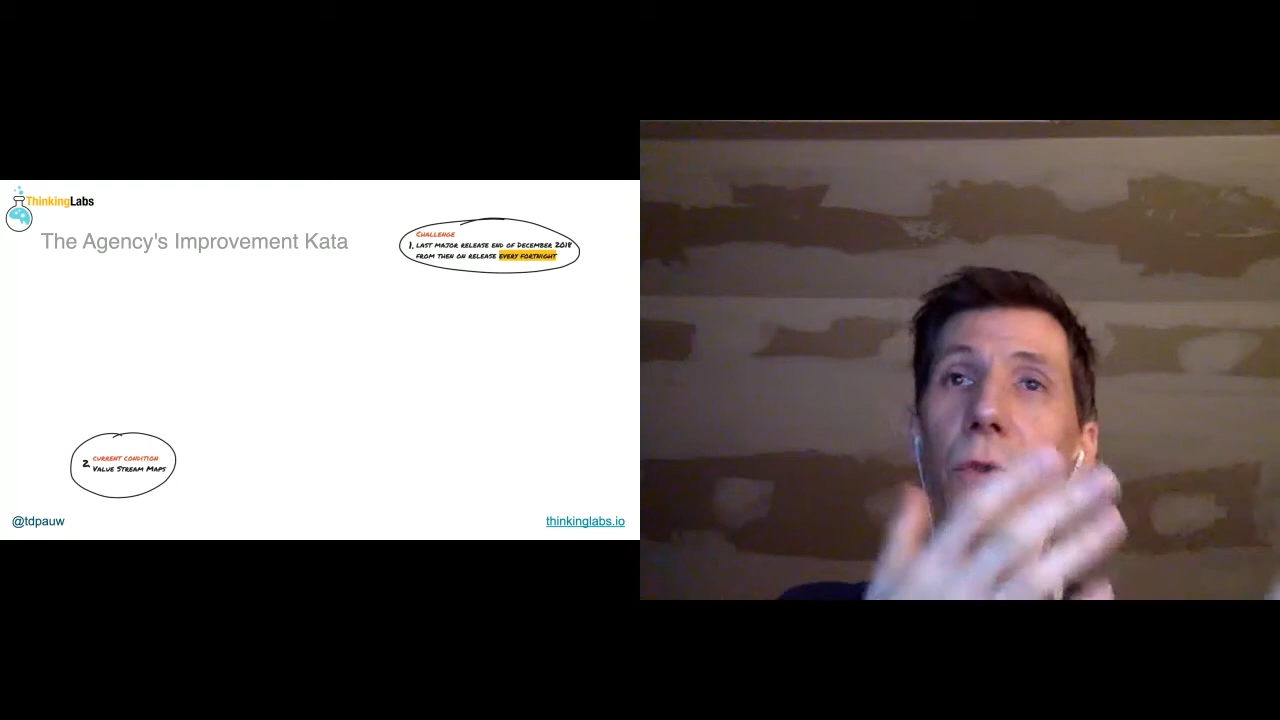 ThinkingLabs
The Agency's Improvement Kata
CHALLENGE
1. LAST MAJOR RELEASE END OF DECEMBER 2018
FROM THEN ON RELEASE EVERY FORTNIGHT
CURRENT CONDITION
2. VALUE STREAM MAPS
@tdpauw
thinkinglabs.io